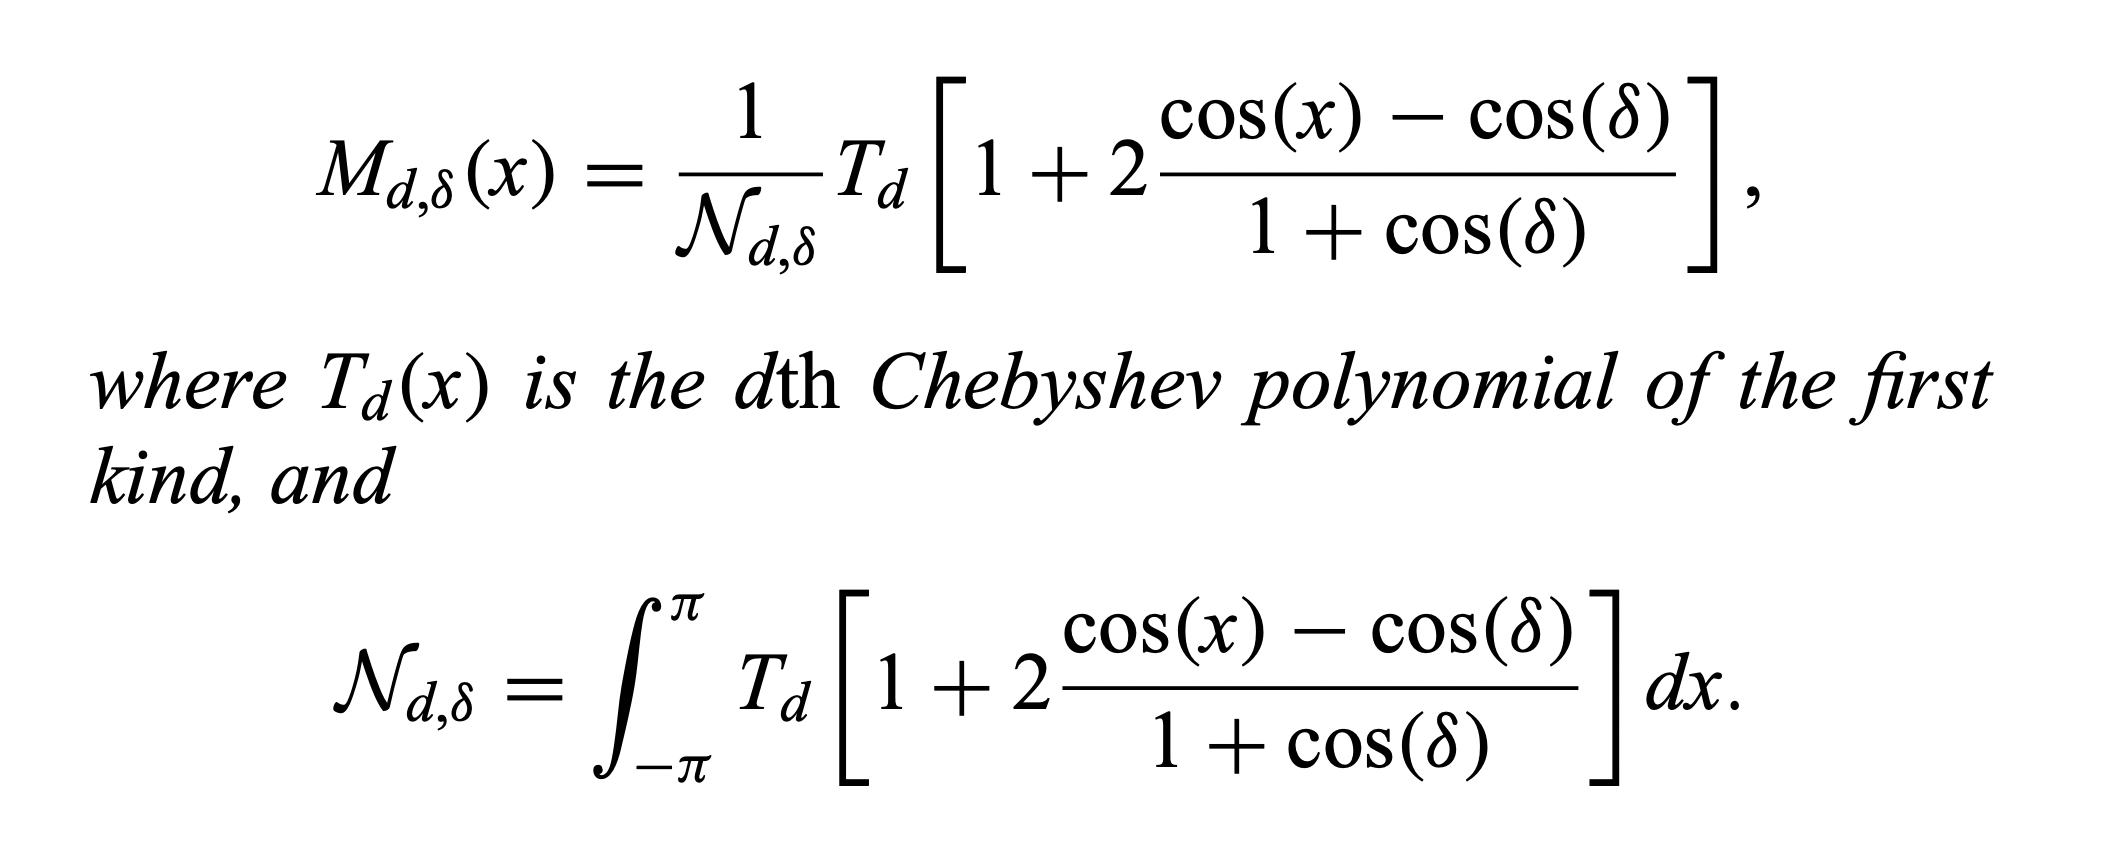 M_{d,δ}(x) = \frac{1}{\mathcal{N}_{d,δ}} T_d \left[ 1 + 2 \frac{\cos(x) − \cos(δ)}{1 + \cos(δ)} \right],
where T_d(x) is the dth Chebyshev polynomial of the first
kind, and
\mathcal{N}_{d,δ} = \int_{−π}^{π} T_d \left[ 1 + 2 \frac{\cos(x) − \cos(δ)}{1 + \cos(δ)} \right] dx.